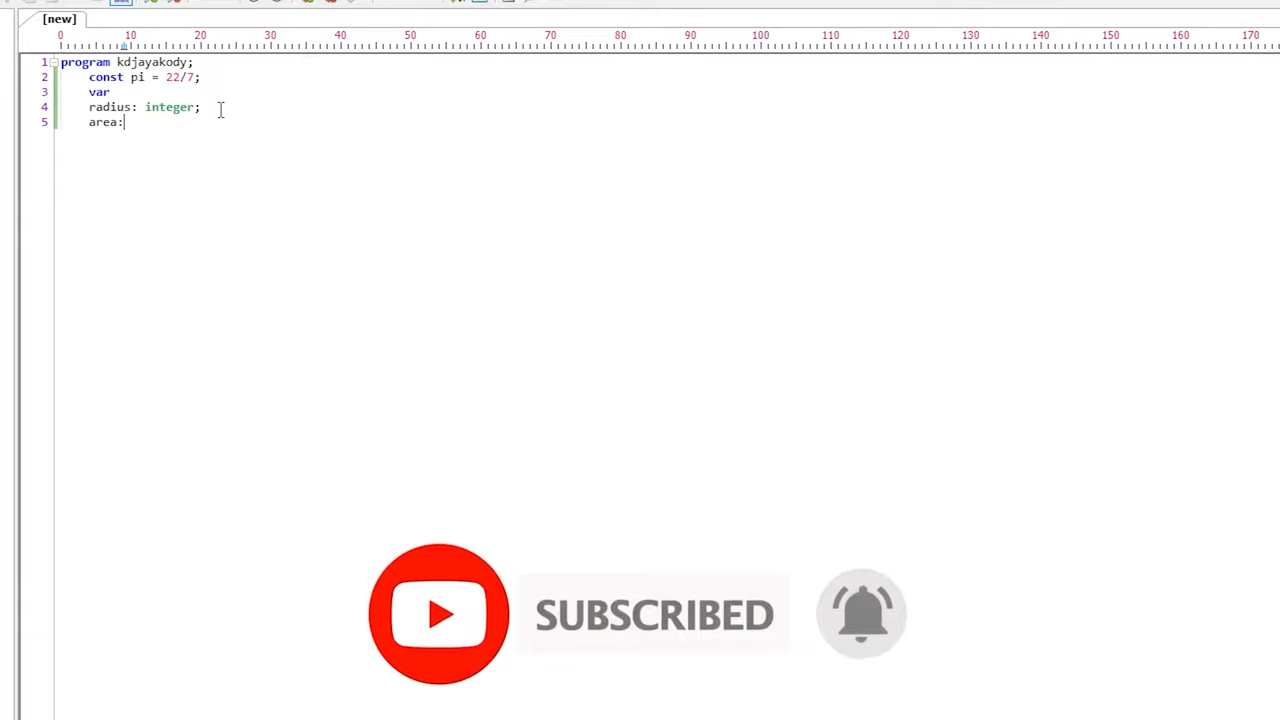 [new]
0 10 20 30 40 50 60 70 80 90 100 110 120 130 140 150 160 170
1 program kdjayakody;
2 const pi = 22/7;
3 var
4 radius: integer;
5 area:
SUBSCRIBED